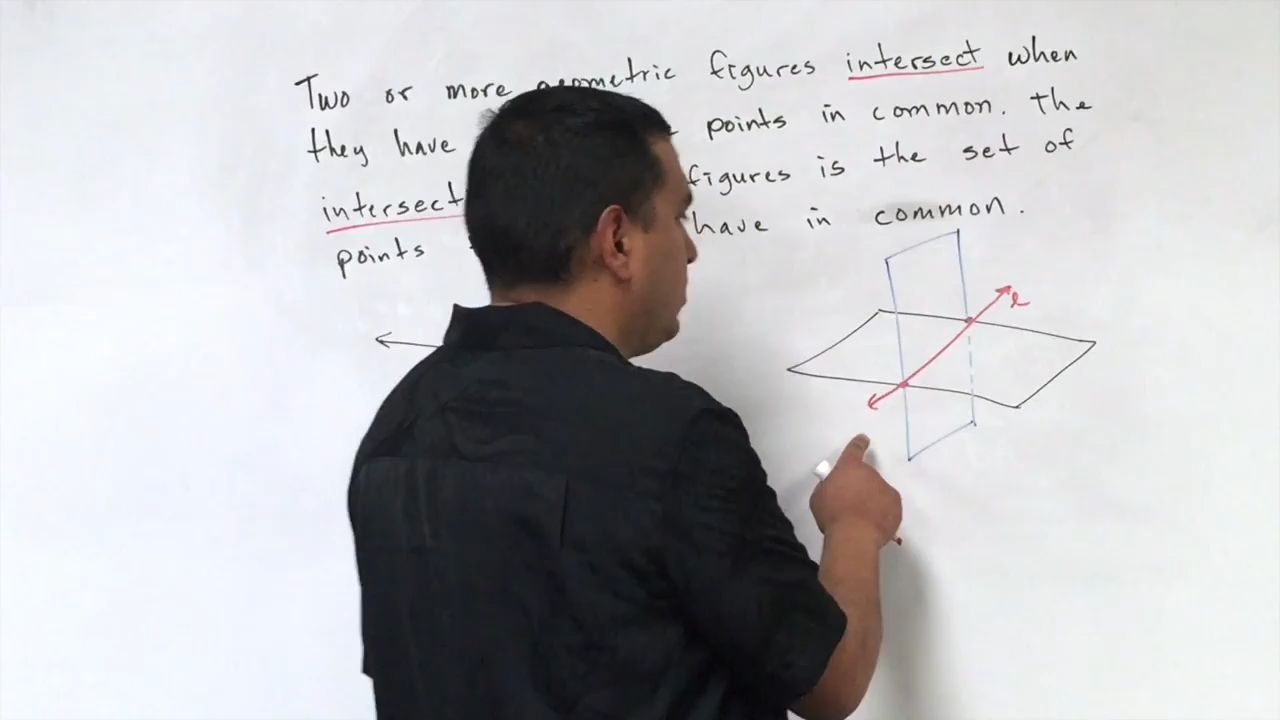 Two or more geometric figures intersect when
they have points in common. The
intersect figures is the set of
points have in common.
l